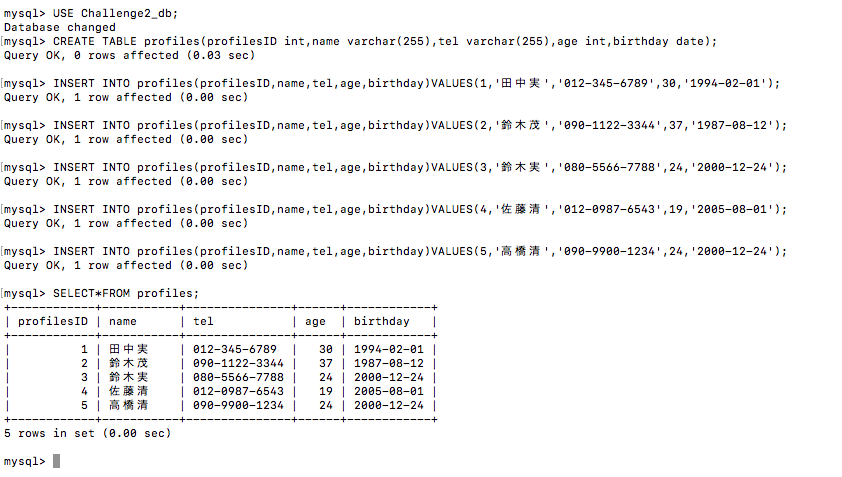 mysql> USE Challenge2_db;
Database changed
[mysql> CREATE TABLE profiles(profilesID int,name varchar(255),tel varchar(255),age int,birthday date);
Query OK, 0 rows affected (0.03 sec)
[mysql> INSERT INTO profiles(profilesID,name,tel,age,birthday)VALUES(1,'田中実','012-345-6789',30,'1994-02-01');
Query OK, 1 row affected (0.00 sec)
[mysql> INSERT INTO profiles(profilesID,name,tel,age,birthday)VALUES(2,'鈴木茂','090-1122-3344',37,'1987-08-12');
Query OK, 1 row affected (0.00 sec)
[mysql> INSERT INTO profiles(profilesID,name,tel,age,birthday)VALUES(3,'鈴木実','080-5566-7788',24,'2000-12-24');
Query OK, 1 row affected (0.00 sec)
[mysql> INSERT INTO profiles(profilesID,name,tel,age,birthday)VALUES(4,'佐藤清','012-0987-6543',19,'2005-08-01');
Query OK, 1 row affected (0.00 sec)
[mysql> INSERT INTO profiles(profilesID,name,tel,age,birthday)VALUES(5,'高橋清','090-9900-1234',24,'2000-12-24');
Query OK, 1 row affected (0.00 sec)
[mysql> SELECT*FROM profiles;
+------------+-----------+---------------+------+------------+
| profilesID | name      | tel           | age  | birthday   |
+------------+-----------+---------------+------+------------+
|          1 | 田中実 | 012-345-6789  |   30 | 1994-02-01 |
|          2 | 鈴木茂 | 090-1122-3344 |   37 | 1987-08-12 |
|          3 | 鈴木実 | 080-5566-7788 |   24 | 2000-12-24 |
|          4 | 佐藤清 | 012-0987-6543 |   19 | 2005-08-01 |
|          5 | 高橋清 | 090-9900-1234 |   24 | 2000-12-24 |
+------------+-----------+---------------+------+------------+
5 rows in set (0.00 sec)
mysql>